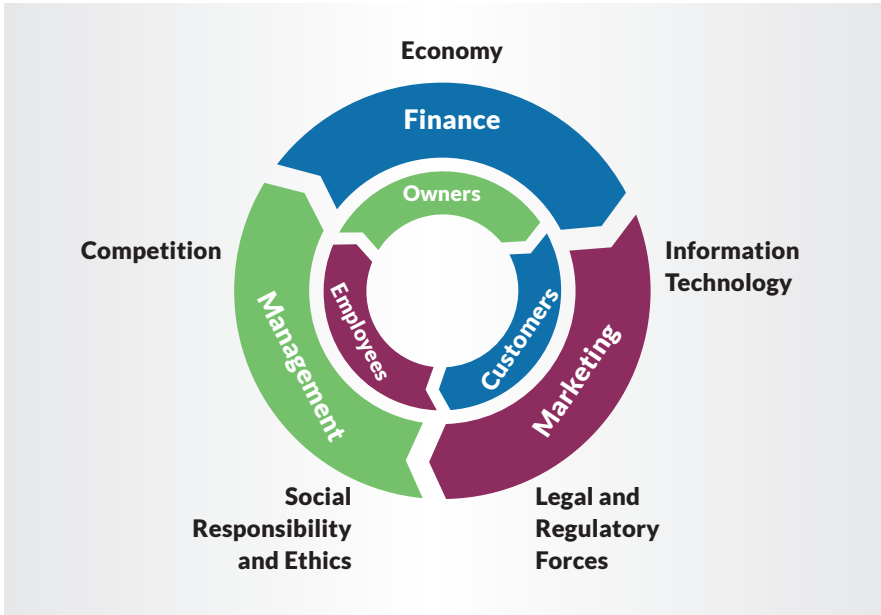 Economy
Finance
Owners
Competition
Information
Technology
Management
Employees
Customers
Marketing
Social
Responsibility
and Ethics
Legal and
Regulatory
Forces